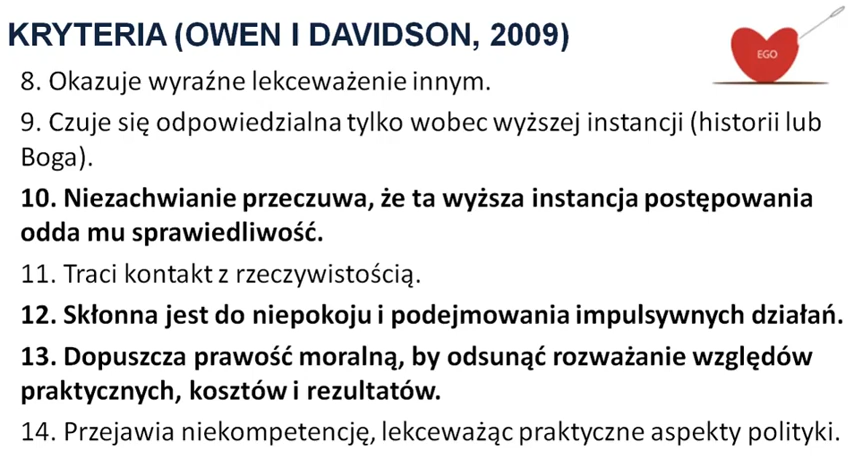 KRYTERIA (OWEN I DAVIDSON, 2009)
EGO
8. Okazuje wyraźne lekceważenie innym.
9. Czuje się odpowiedzialna tylko wobec wyższej instancji (historii lub
Boga).
10. Niezachwianie przeczuwa, że ta wyższa instancja postępowania
odda mu sprawiedliwość.
11. Traci kontakt z rzeczywistością.
12. Skłonna jest do niepokoju i podejmowania impulsywnych działań.
13. Dopuszcza prawość moralną, by odsunąć rozważanie względów
praktycznych, kosztów i rezultatów.
14. Przejawia niekompetencję, lekceważąc praktyczne aspekty polityki.